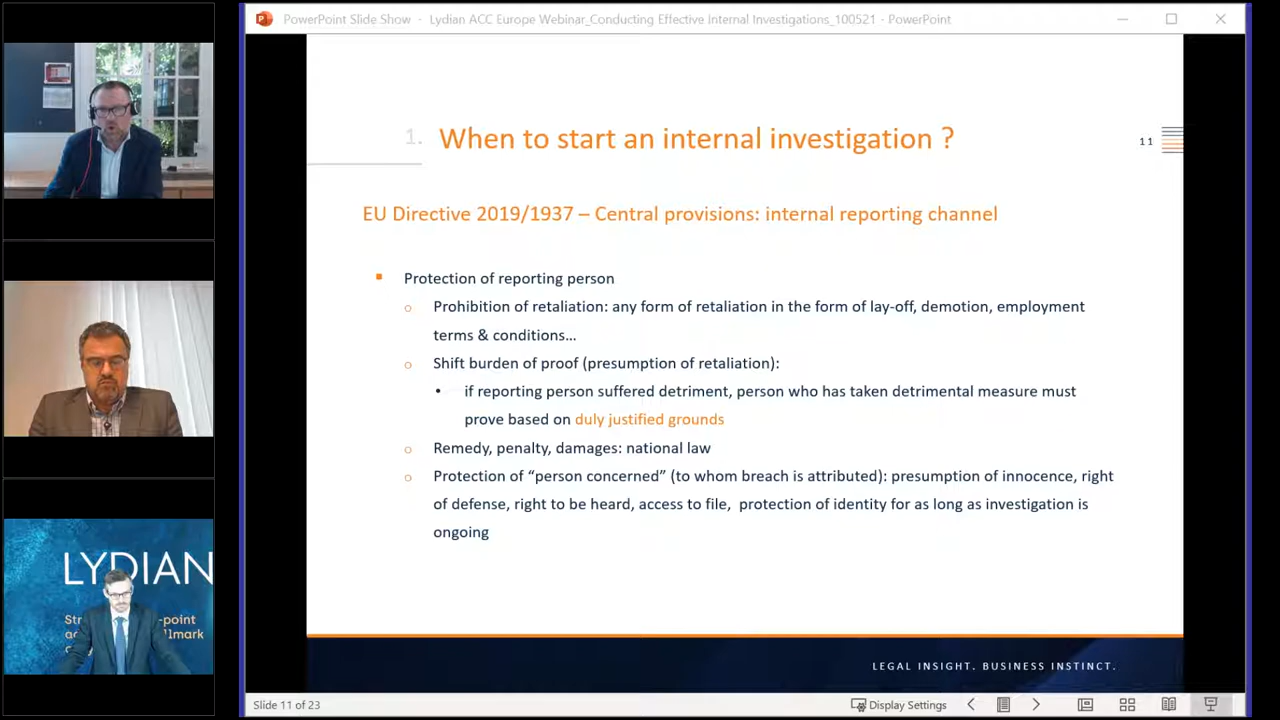 PowerPoint Slide Show - Lydian ACC Europe Webinar_Conducting Effective Internal Investigations_100521 - PowerPoint
1. When to start an internal investigation ?
11
EU Directive 2019/1937 – Central provisions: internal reporting channel
Protection of reporting person
Prohibition of retaliation: any form of retaliation in the form of lay-off, demotion, employment
terms & conditions…
Shift burden of proof (presumption of retaliation):
if reporting person suffered detriment, person who has taken detrimental measure must
prove based on duly justified grounds
Remedy, penalty, damages: national law
Protection of “person concerned” (to whom breach is attributed): presumption of innocence, right
of defense, right to be heard, access to file, protection of identity for as long as investigation is
ongoing
LEGAL INSIGHT. BUSINESS INSTINCT.
Slide 11 of 23
Display Settings
LYDIAN